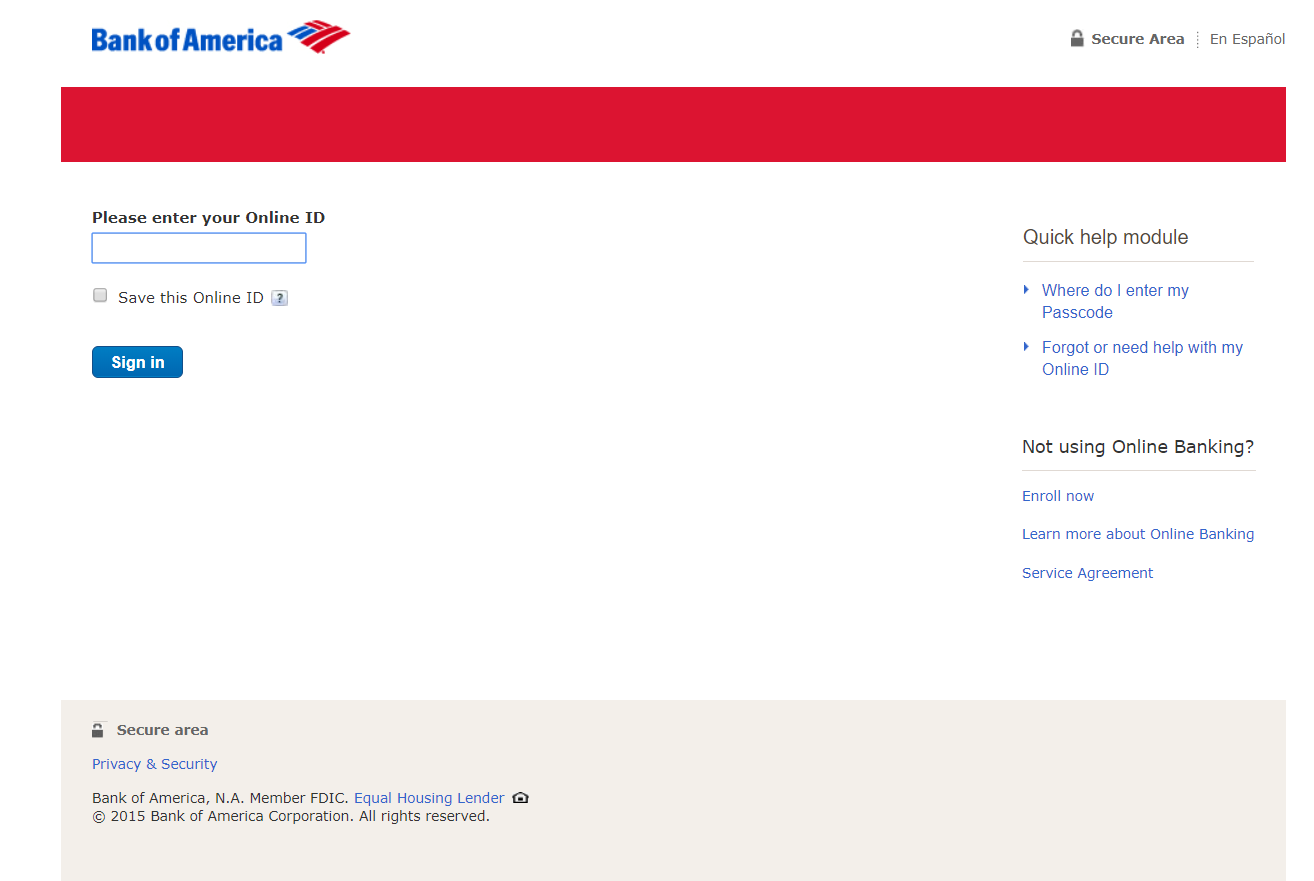 Bank of America
Secure Area
En Español
Please enter your Online ID
Save this Online ID ?
Sign in
Quick help module
Where do I enter my
Passcode
Forgot or need help with my
Online ID
Not using Online Banking?
Enroll now
Learn more about Online Banking
Service Agreement
Secure area
Privacy & Security
Bank of America, N.A. Member FDIC. Equal Housing Lender
© 2015 Bank of America Corporation. All rights reserved.